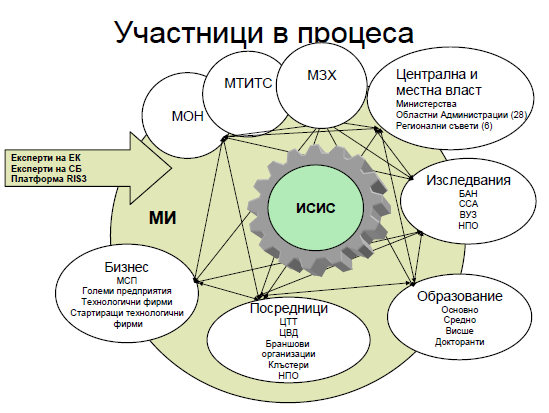 Участници в процеса
МОН
МТИТС
МЗХ
Централна и
местна власт
Министерства
Областни Администрации (28)
Регионални съвети (6)
Експерти на ЕК
Експерти на СБ
Платформа RIS3
МИ
ИСИС
Изследвания
БАН
ССА
ВУЗ
НПО
Бизнес
МСП
Големи предприятия
Технологични фирми
Стартиращи технологични
фирми
Посредници
ЦТТ
ЦВД
Браншови
организации
Клъстери
НПО
Образование
Основно
Средно
Висше
Докторанти